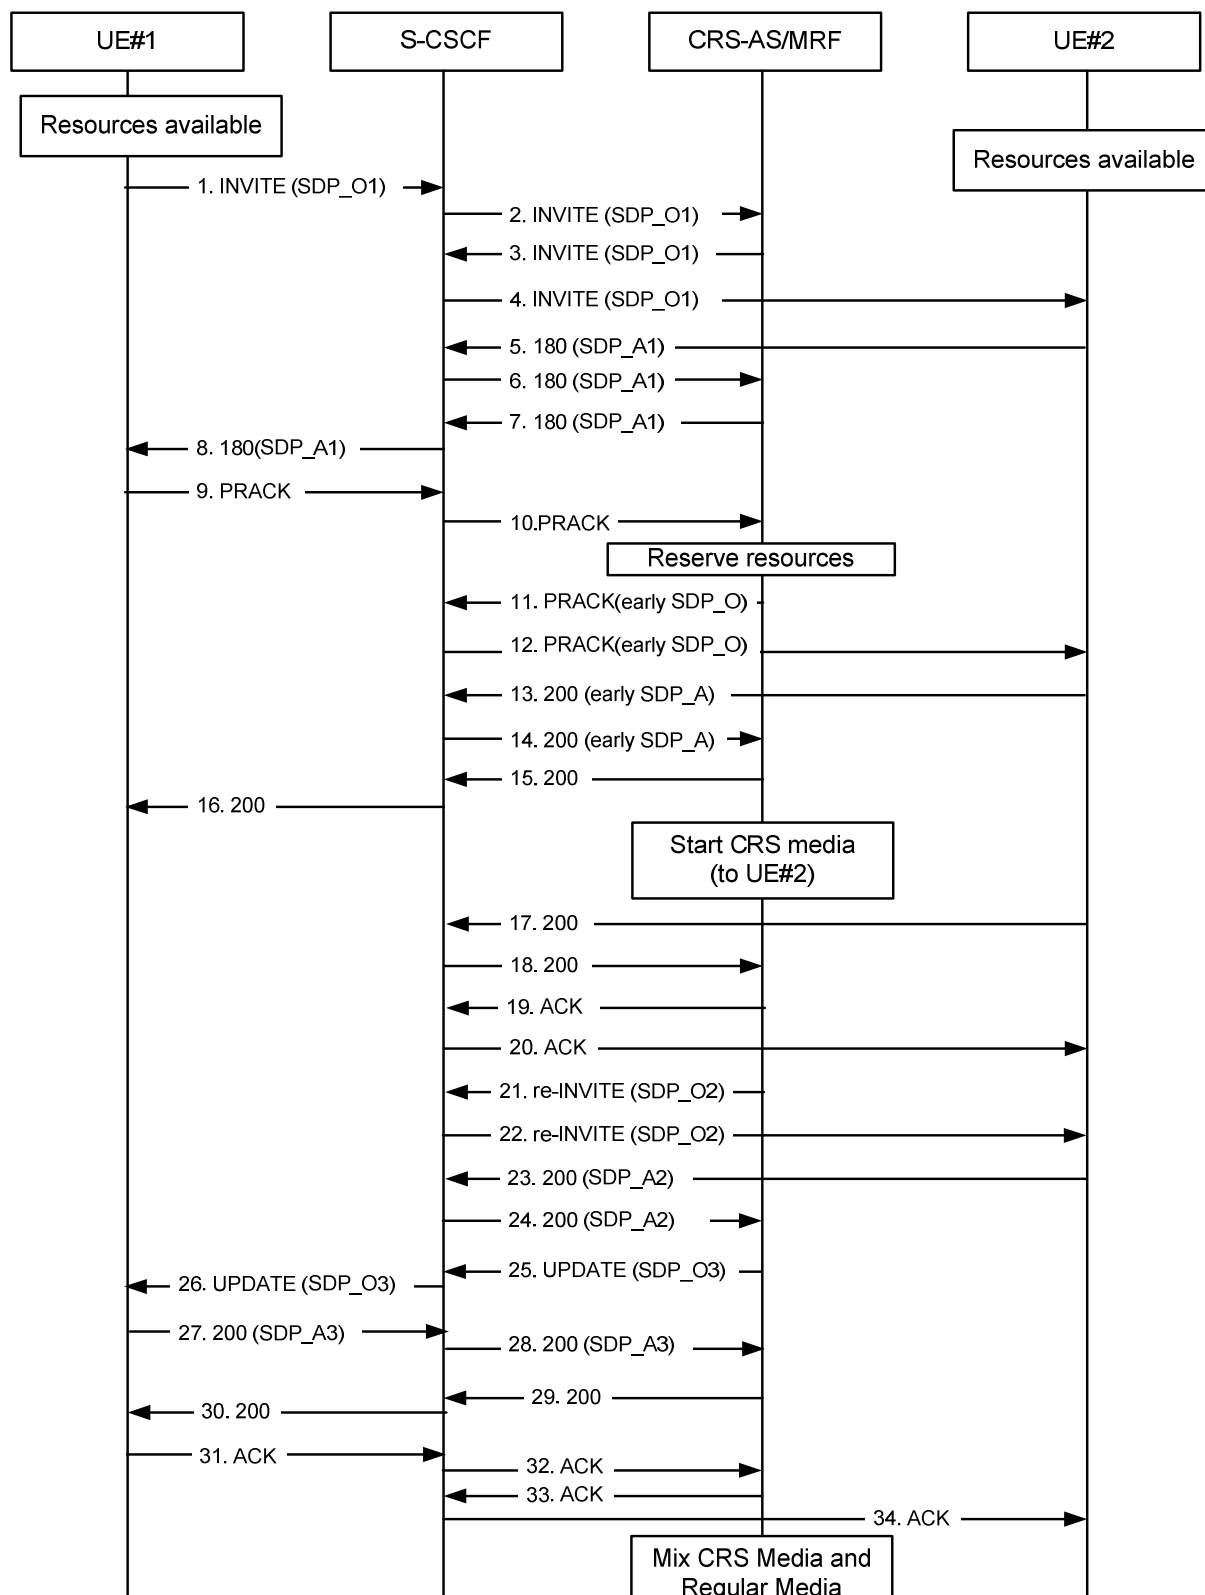 UE#1
S-CSCF
CRS-AS/MRF
UE#2
Resources available
Resources available
1. INVITE (SDP_O1)
2. INVITE (SDP_O1)
3. INVITE (SDP_O1)
4. INVITE (SDP_O1)
5. 180 (SDP_A1)
6. 180 (SDP_A1)
7. 180 (SDP_A1)
8. 180(SDP_A1)
9. PRACK
10.PRACK
Reserve resources
11. PRACK(early SDP_O)
12. PRACK(early SDP_O)
13. 200 (early SDP_A)
14. 200 (early SDP_A)
15. 200
16. 200
Start CRS media
(to UE#2)
17. 200
18. 200
19. ACK
20. ACK
21. re-INVITE (SDP_O2)
22. re-INVITE (SDP_O2)
23. 200 (SDP_A2)
24. 200 (SDP_A2)
25. UPDATE (SDP_O3)
26. UPDATE (SDP_O3)
27. 200 (SDP_A3)
28. 200 (SDP_A3)
29. 200
30. 200
31. ACK
32. ACK
33. ACK
34. ACK
Mix CRS Media and
Regular Media